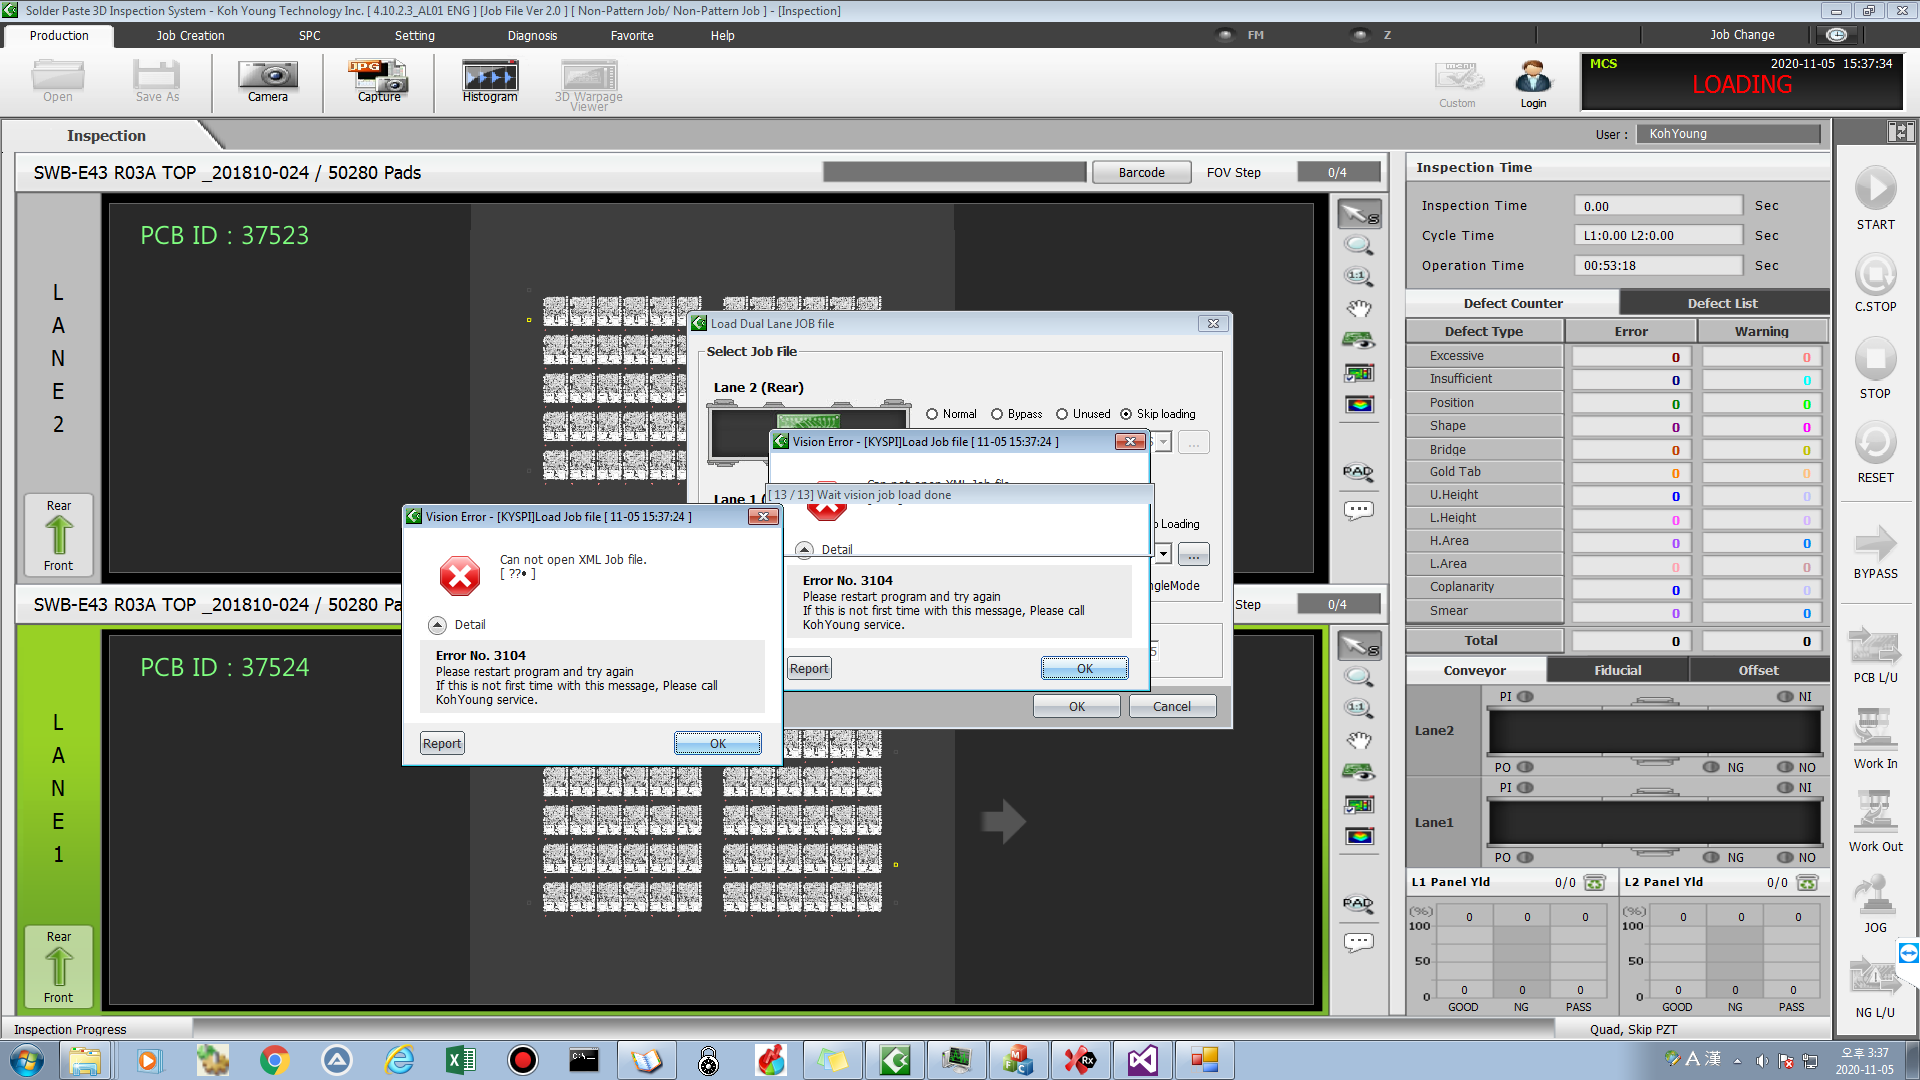 Solder Paste 3D Inspection System - Koh Young Technology Inc. [ 4.10.2.3_AL01 ENG ] [Job File Ver 2.0 ] [ Non-Pattern Job/ Non-Pattern Job ] - [Inspection]
Production Job Creation SPC Setting Diagnosis Favorite Help FM Z Job Change
Open Save As Camera JPG Capture Histogram 3D Warpage Viewer Custom Login
MCS 2020-11-05 15:37:34
LOADING
Inspection User : KohYoung
SWB-E43 R03A TOP _201810-024 / 50280 Pads Barcode FOV Step 0/4
LANE2
PCB ID : 37523
Rear
Front
Load Dual Lane JOB file
Select Job File
Lane 2 (Rear)
Normal Bypass Unused Skip loading
...
Lane 1 (
Loading
...
ngleMode
OK Cancel
Vision Error - [KYSPI]Load Job file [ 11-05 15:37:24 ]
[ 13 / 13] Wait vision job load done
Detail
Error No. 3104
Please restart program and try again
If this is not first time with this message, Please call
KohYoung service.
Report OK
Vision Error - [KYSPI]Load Job file [ 11-05 15:37:24 ]
Can not open XML Job file.
[ ??• ]
Detail
Error No. 3104
Please restart program and try again
If this is not first time with this message, Please call
KohYoung service.
Report OK
SWB-E43 R03A TOP _201810-024 / 50280 Pa Step 0/4
LANE1
PCB ID : 37524
Rear
Front
S
1:1
PAD
S
1:1
PAD
Inspection Time
Inspection Time 0.00 Sec
Cycle Time L1:0.00 L2:0.00 Sec
Operation Time 00:53:18 Sec
Defect Counter Defect List
Defect Type Error Warning
Excessive 0 0
Insufficient 0 0
Position 0 0
Shape 0 0
Bridge 0 0
Gold Tab 0 0
U.Height 0 0
L.Height 0 0
H.Area 0 0
L.Area 0 0
Coplanarity 0 0
Smear 0 0
Total 0 0
Conveyor Fiducial Offset
PI NI
Lane2
PO NG NO
PI NI
Lane1
PO NG NO
L1 Panel Yld 0/0 L2 Panel Yld 0/0
(%) 0 0 0 (%) 0 0 0
100 100
50 50
0 0 0 0 0 0 0 0
GOOD NG PASS GOOD NG PASS
START
C.STOP
STOP
RESET
BYPASS
PCB L/U
Work In
Work Out
JOG
NG L/U
Inspection Progress Quad, Skip PZT
A 漢 오후 3:37
2020-11-05